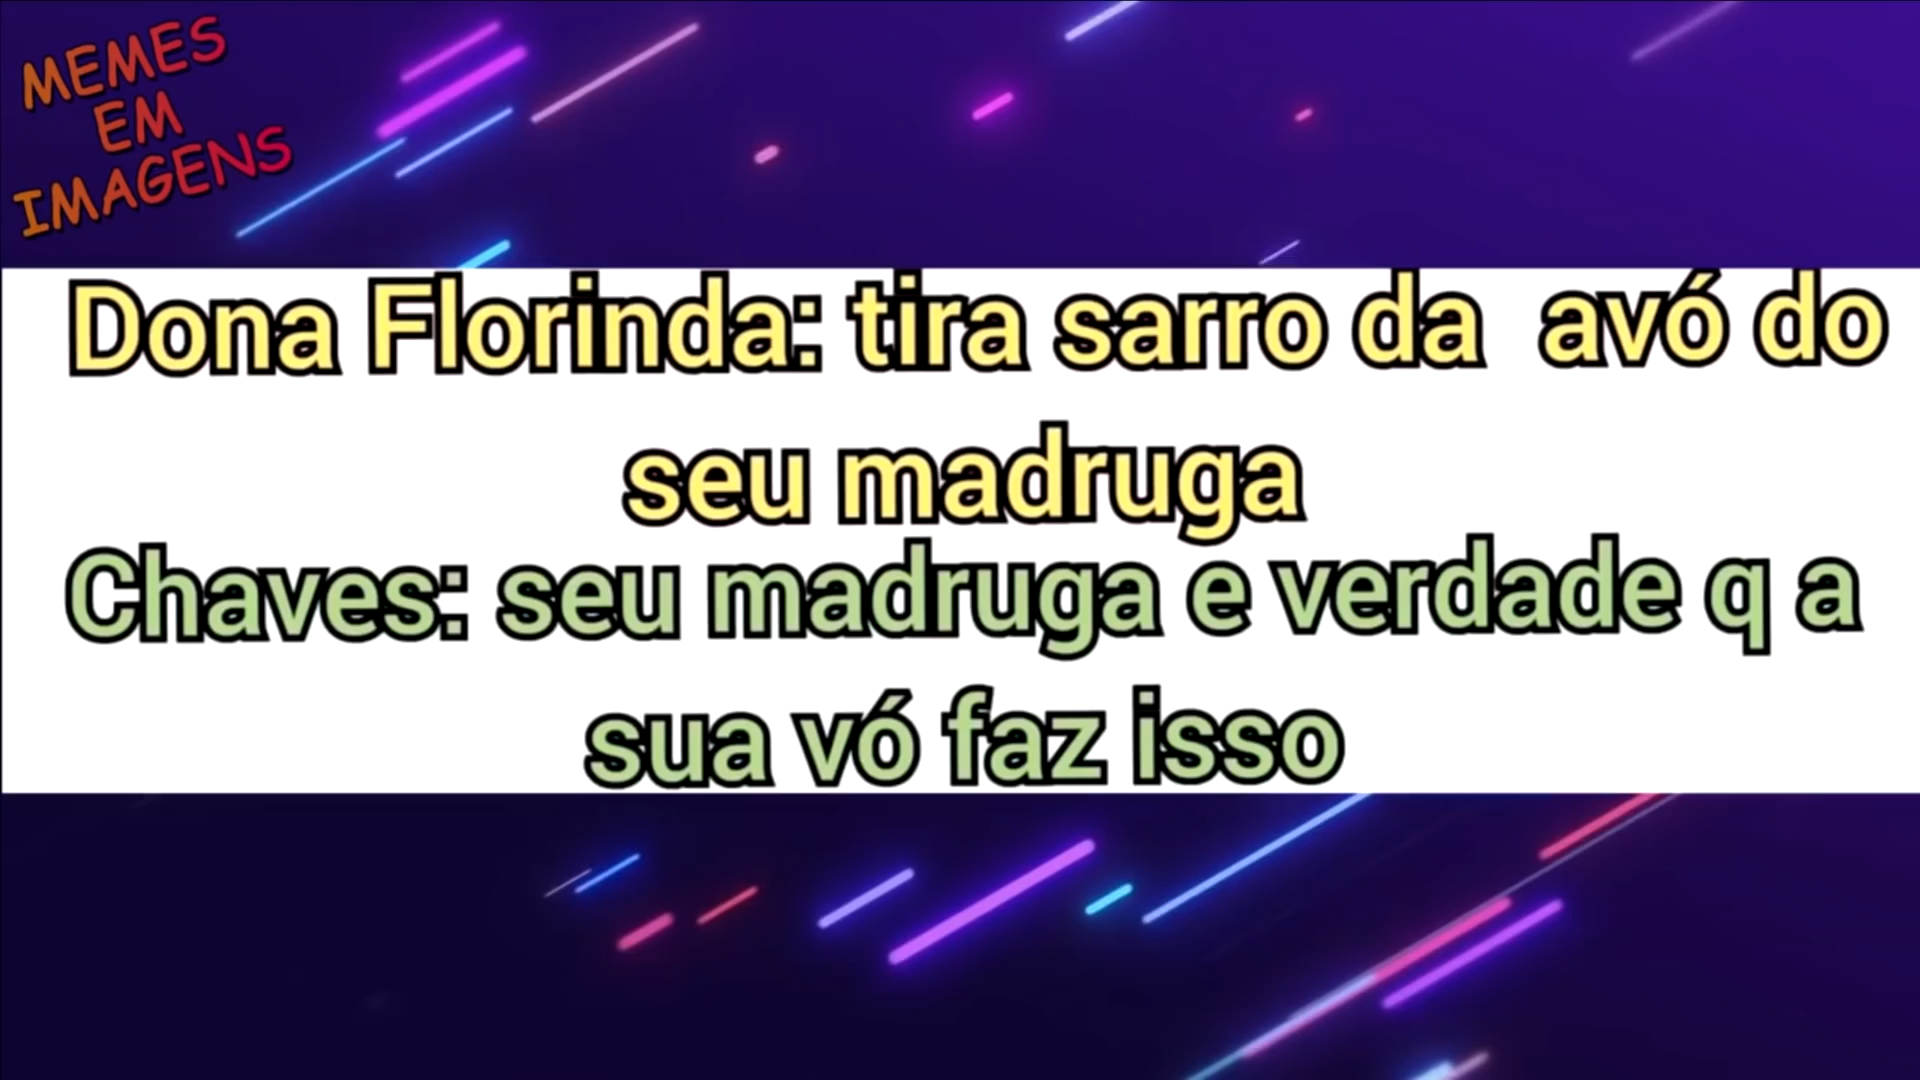 MEMES
EM
IMAGENS
Dona Florinda: tira sarro da avó do
seu madruga
Chaves: seu madruga e verdade q a
sua vó faz isso